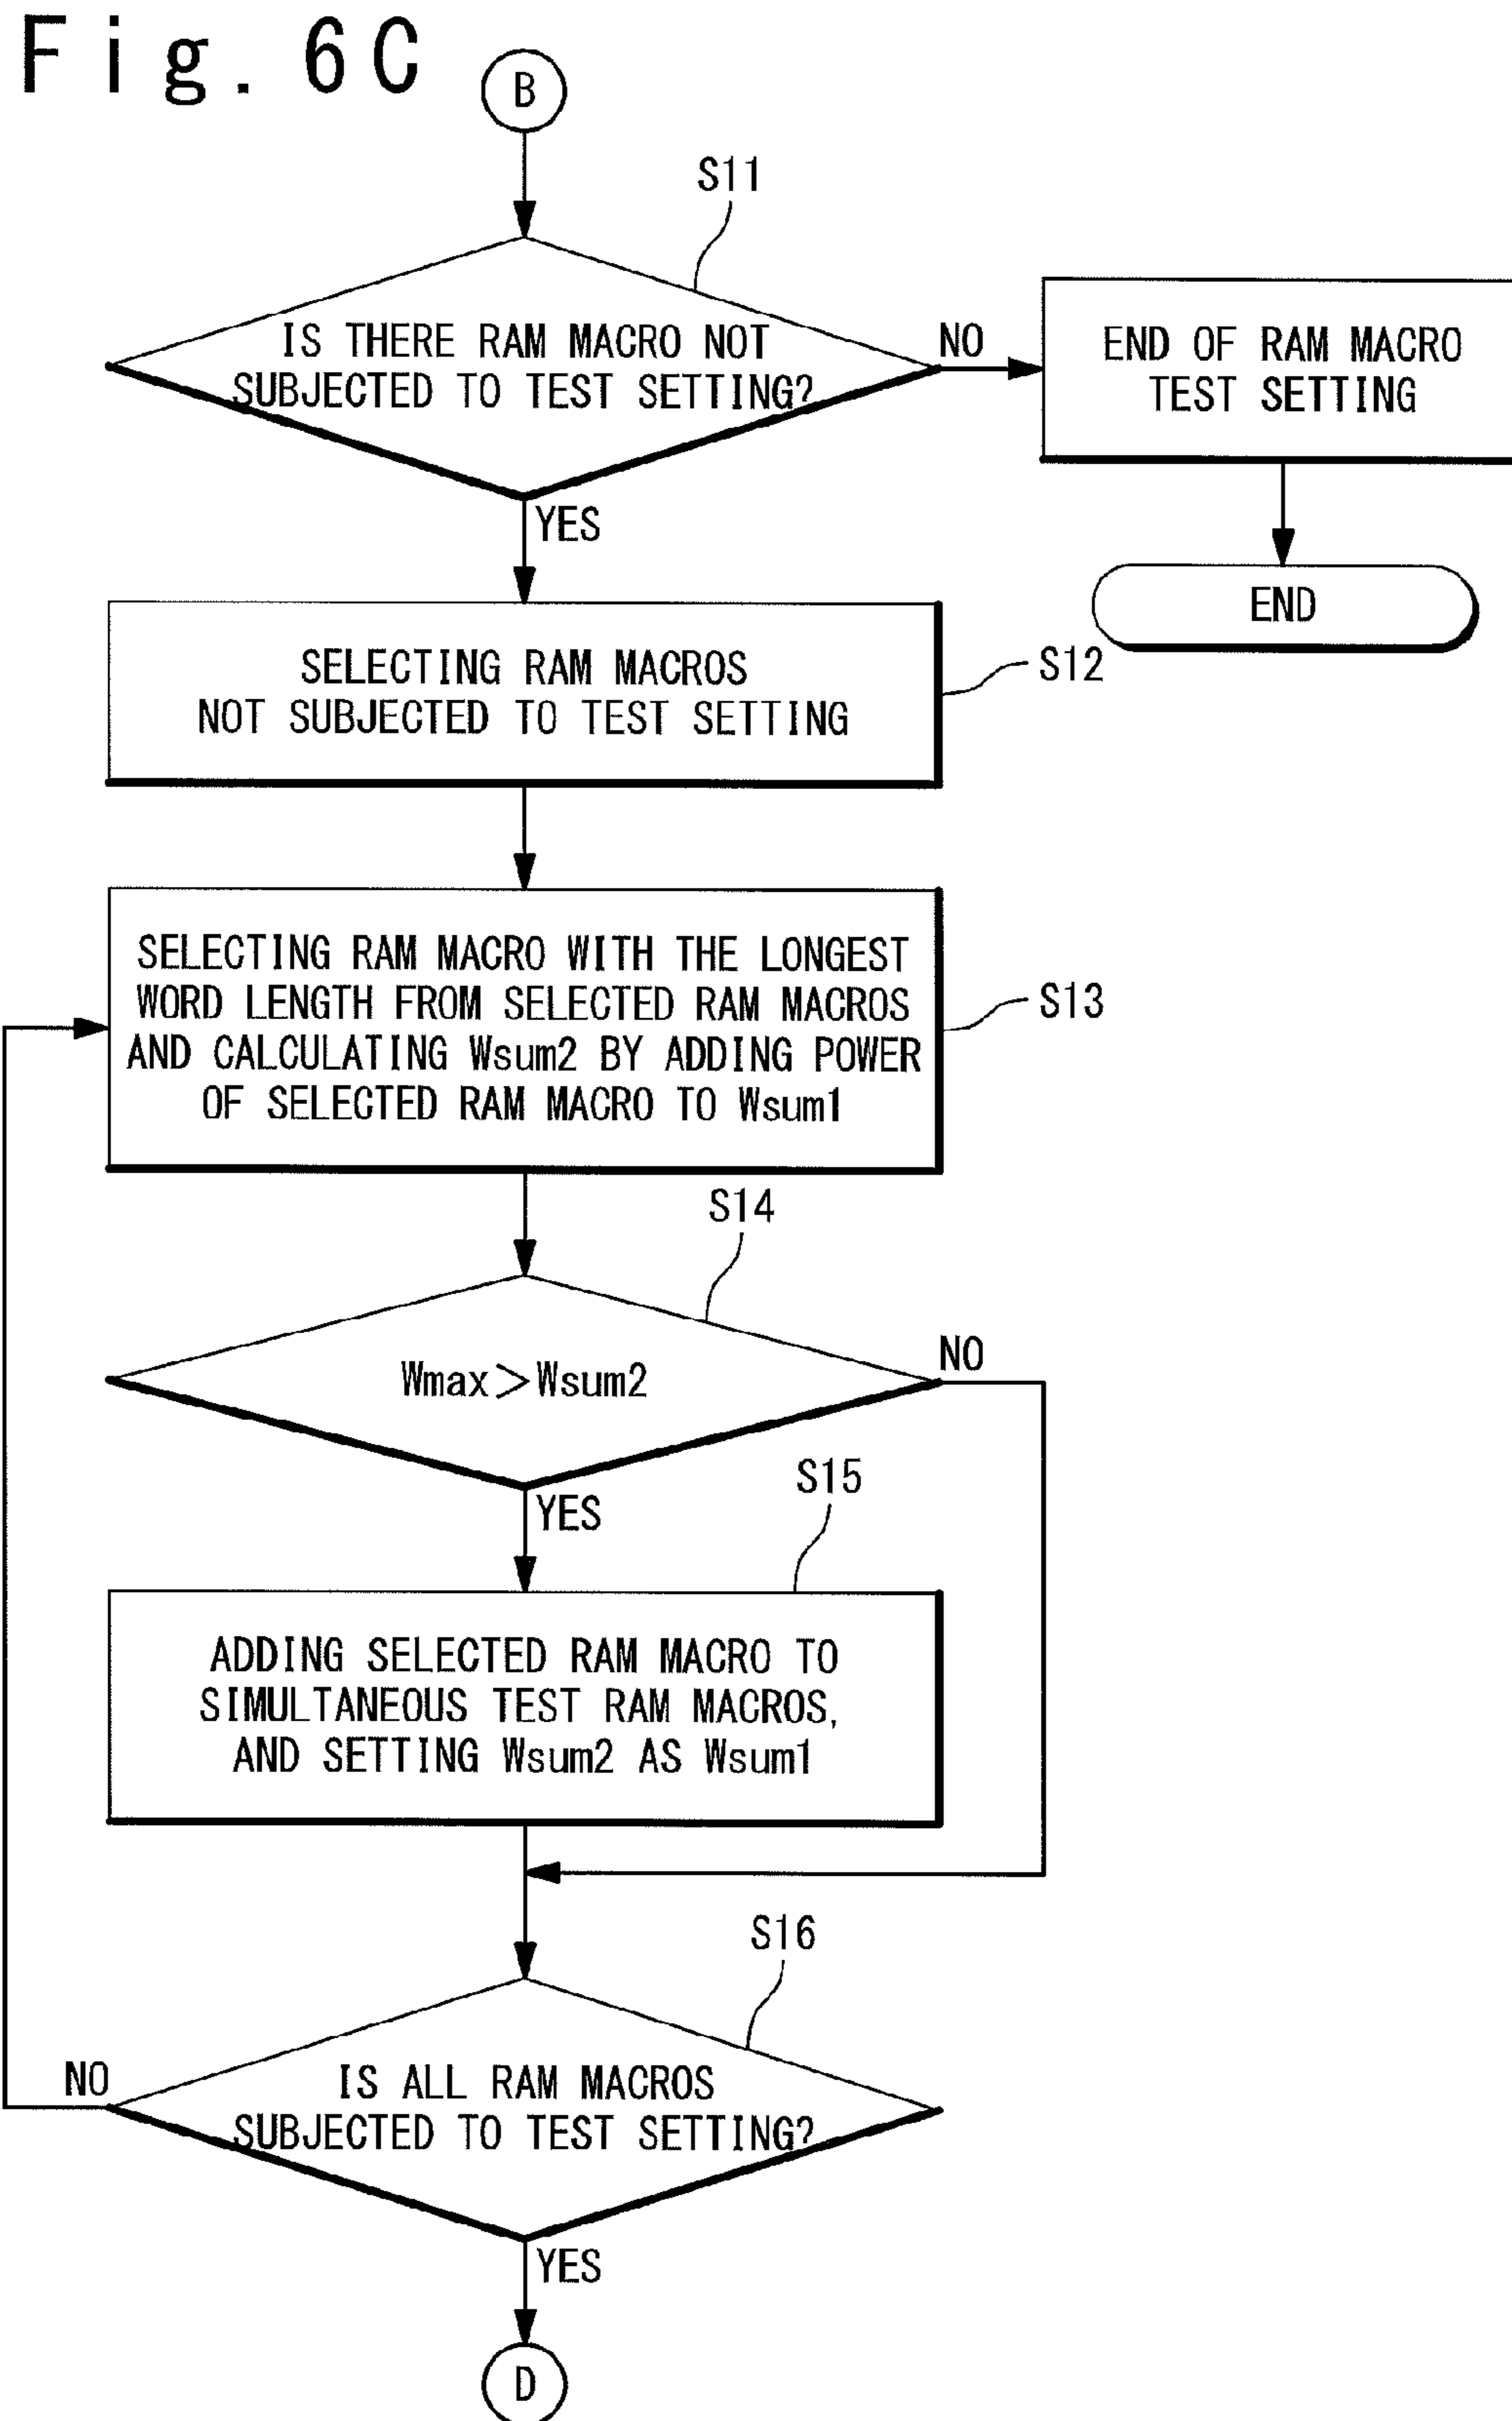 Fig. 6C
B
S11
IS THERE RAM MACRO NOT
SUBJECTED TO TEST SETTING?
NO
END OF RAM MACRO
TEST SETTING
YES
END
SELECTING RAM MACROS
NOT SUBJECTED TO TEST SETTING
S12
SELECTING RAM MACRO WITH THE LONGEST
WORD LENGTH FROM SELECTED RAM MACROS
AND CALCULATING Wsum2 BY ADDING POWER
OF SELECTED RAM MACRO TO Wsum1
S13
S14
Wmax>Wsum2
NO
YES
S15
ADDING SELECTED RAM MACRO TO
SIMULTANEOUS TEST RAM MACROS,
AND SETTING Wsum2 AS Wsum1
S16
NO
IS ALL RAM MACROS
SUBJECTED TO TEST SETTING?
YES
D